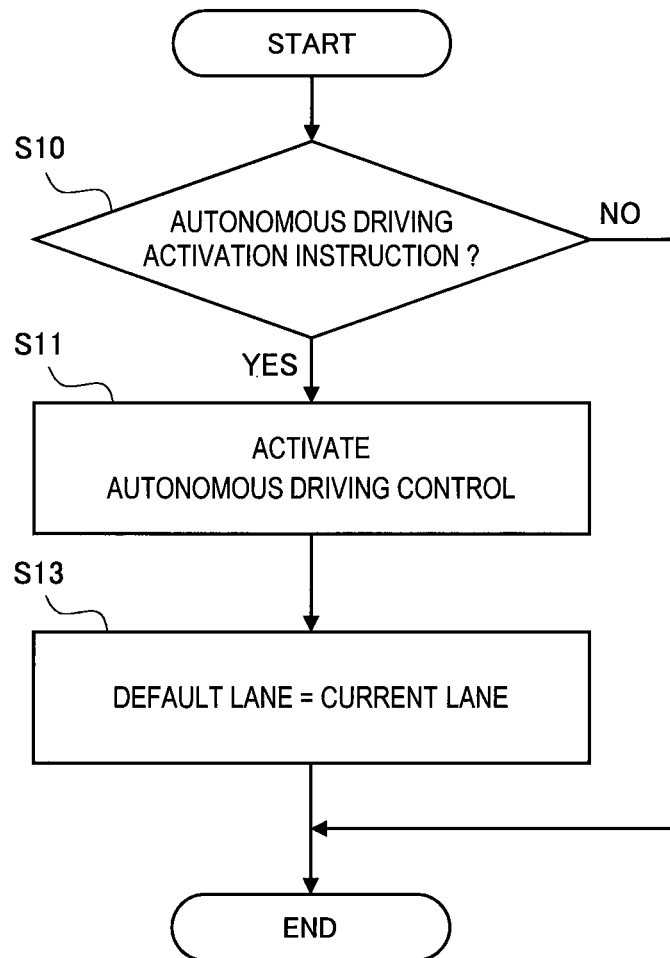 START
S10
AUTONOMOUS DRIVING
ACTIVATION INSTRUCTION ?
NO
YES
S11
ACTIVATE
AUTONOMOUS DRIVING CONTROL
S13
DEFAULT LANE = CURRENT LANE
END